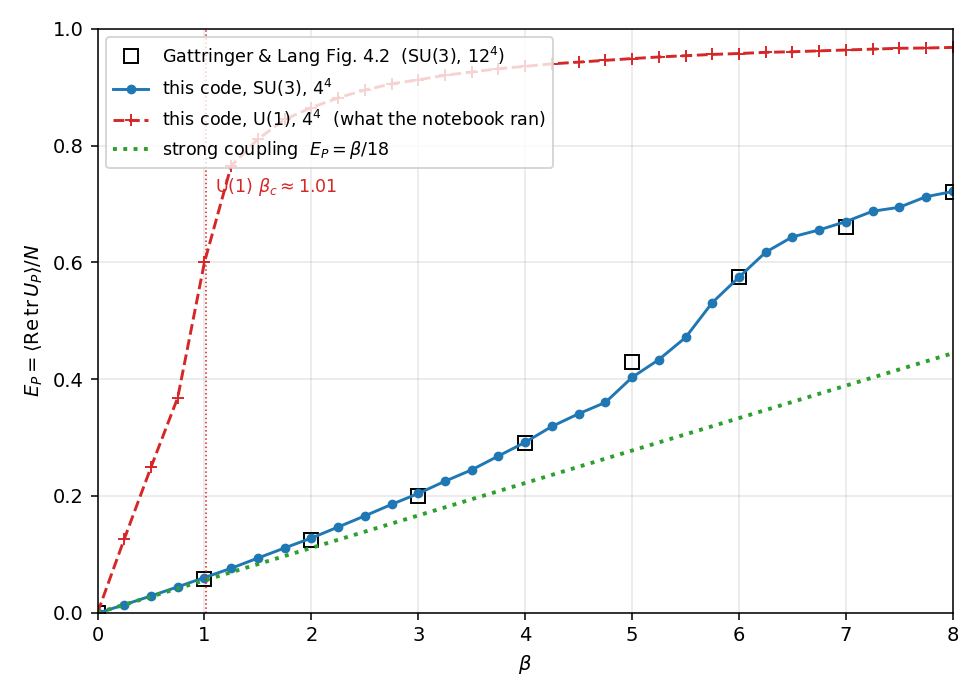 1.0
0.8
0.6
0.4
0.2
0.0
E_P = ⟨Re tr U_P⟩/N
Gattringer & Lang Fig. 4.2 (SU(3), 12⁴)
this code, SU(3), 4⁴
this code, U(1), 4⁴ (what the notebook ran)
strong coupling E_P = β/18
U(1) β_c ≈ 1.01
0 1 2 3 4 5 6 7 8
β